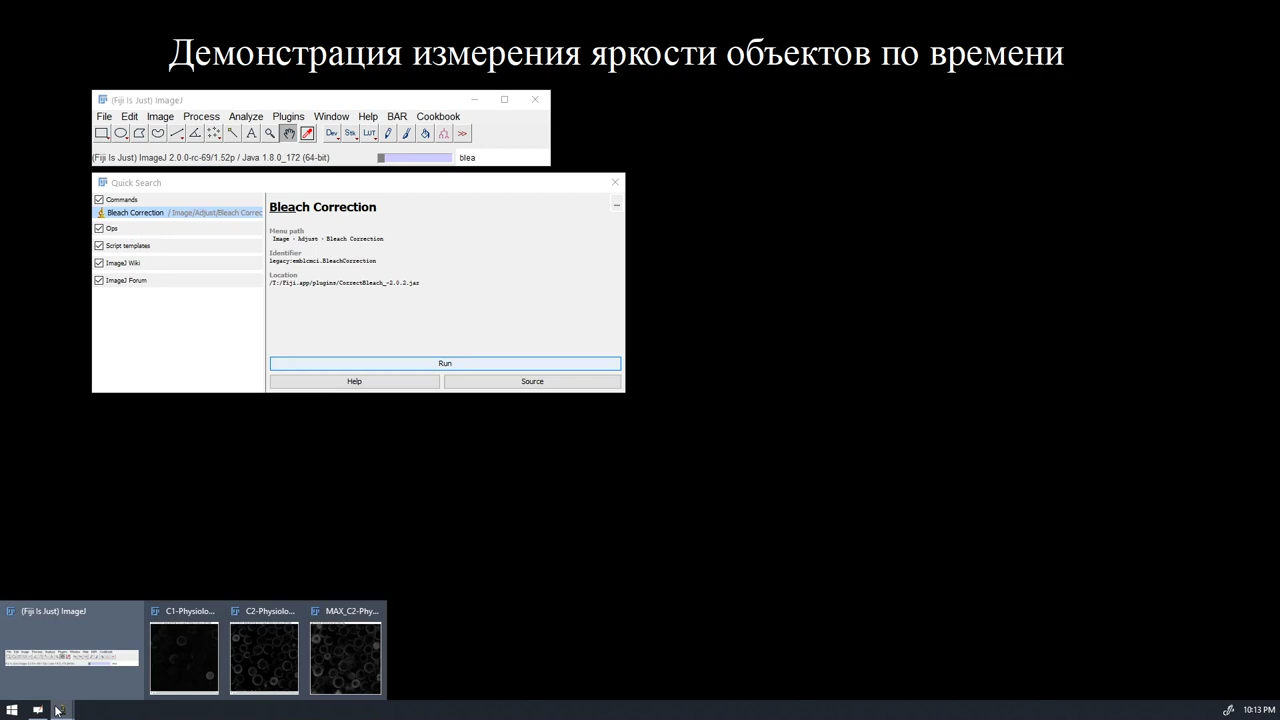 Демонстрация измерения яркости объектов по времени
(Fiji Is Just) ImageJ
File Edit Image Process Analyze Plugins Window Help BAR Cookbook
Dev Stk LUT
(Fiji Is Just) ImageJ 2.0.0-rc-69/1.52p / Java 1.8.0_172 (64-bit)
blea
Quick Search
Commands
Bleach Correction / Image/Adjust/Bleach Correc
Ops
Script templates
ImageJ Wiki
ImageJ Forum
Bleach Correction
...
Menu path
Image › Adjust › Bleach Correction
Identifier
legacy:emblcmci.BleachCorrection
Location
/T:/Fiji.app/plugins/CorrectBleach_-2.0.2.jar
Run
Help Source
(Fiji Is Just) ImageJ
C1-Physiolo...
C2-Physiolo...
MAX_C2-Phy...
10:13 PM